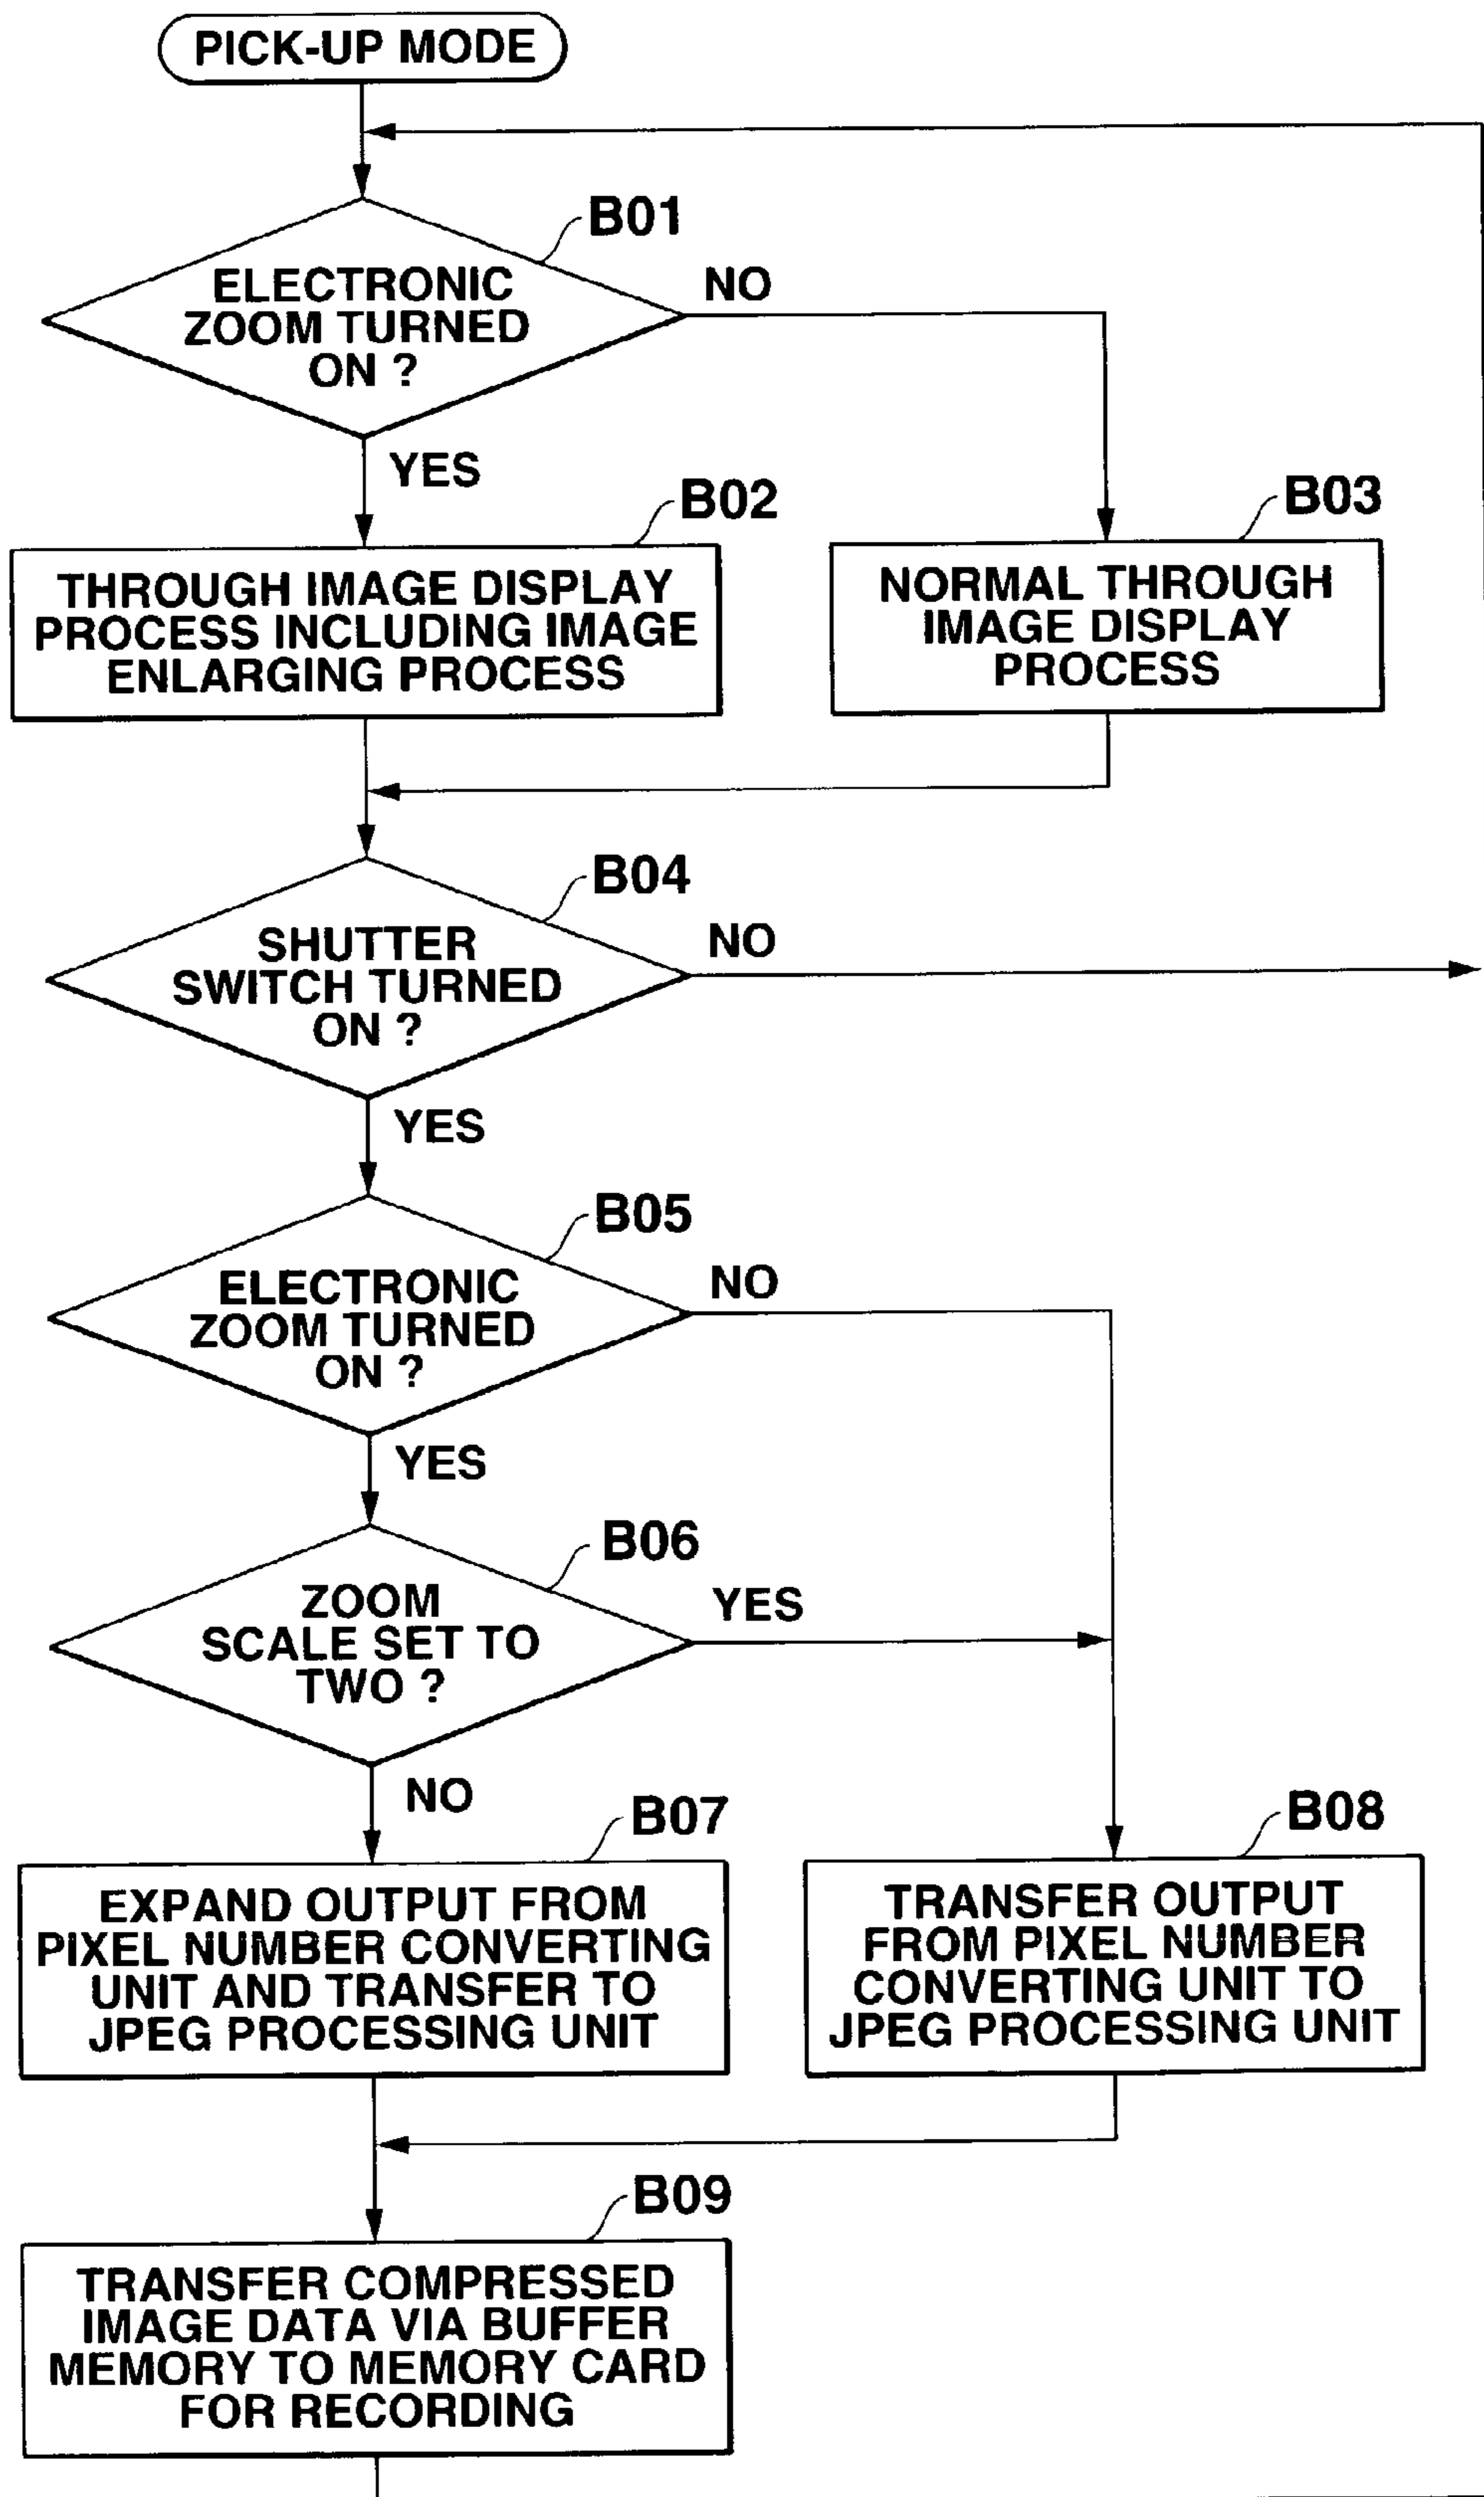 PICK-UP MODE
B01
ELECTRONIC
ZOOM TURNED
ON ?
NO
YES
B02
THROUGH IMAGE DISPLAY
PROCESS INCLUDING IMAGE
ENLARGING PROCESS
B03
NORMAL THROUGH
IMAGE DISPLAY
PROCESS
B04
SHUTTER
SWITCH TURNED
ON ?
NO
YES
B05
ELECTRONIC
ZOOM TURNED
ON ?
NO
YES
B06
ZOOM
SCALE SET TO
TWO ?
YES
NO
B07
EXPAND OUTPUT FROM
PIXEL NUMBER CONVERTING
UNIT AND TRANSFER TO
JPEG PROCESSING UNIT
B08
TRANSFER OUTPUT
FROM PIXEL NUMBER
CONVERTING UNIT TO
JPEG PROCESSING UNIT
B09
TRANSFER COMPRESSED
IMAGE DATA VIA BUFFER
MEMORY TO MEMORY CARD
FOR RECORDING